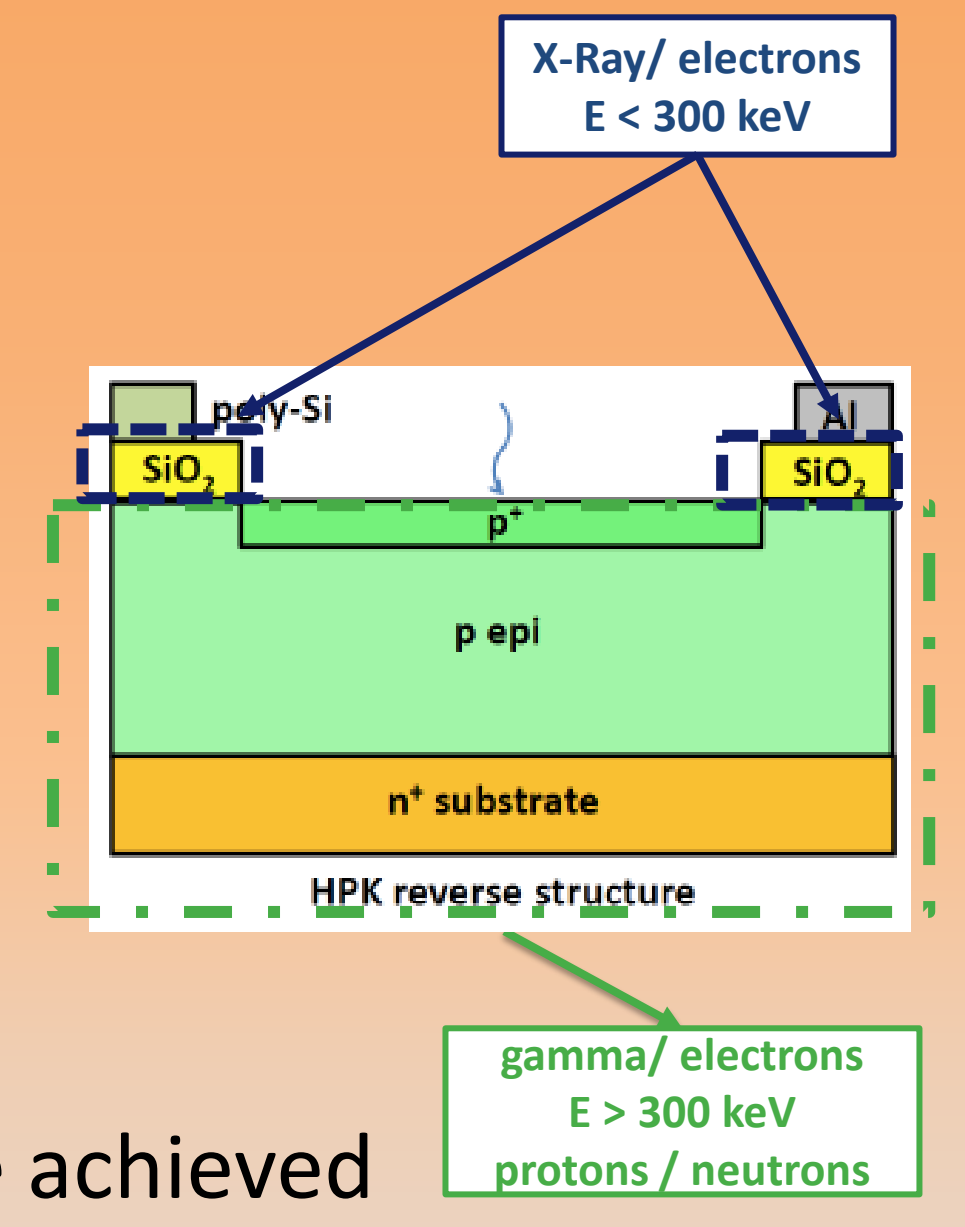 X-Ray/ electrons
E < 300 keV
poly-Si
Al
SiO₂
SiO₂
p⁺
p epi
n⁺ substrate
HPK reverse structure
gamma/ electrons
E > 300 keV
protons / neutrons
achieved